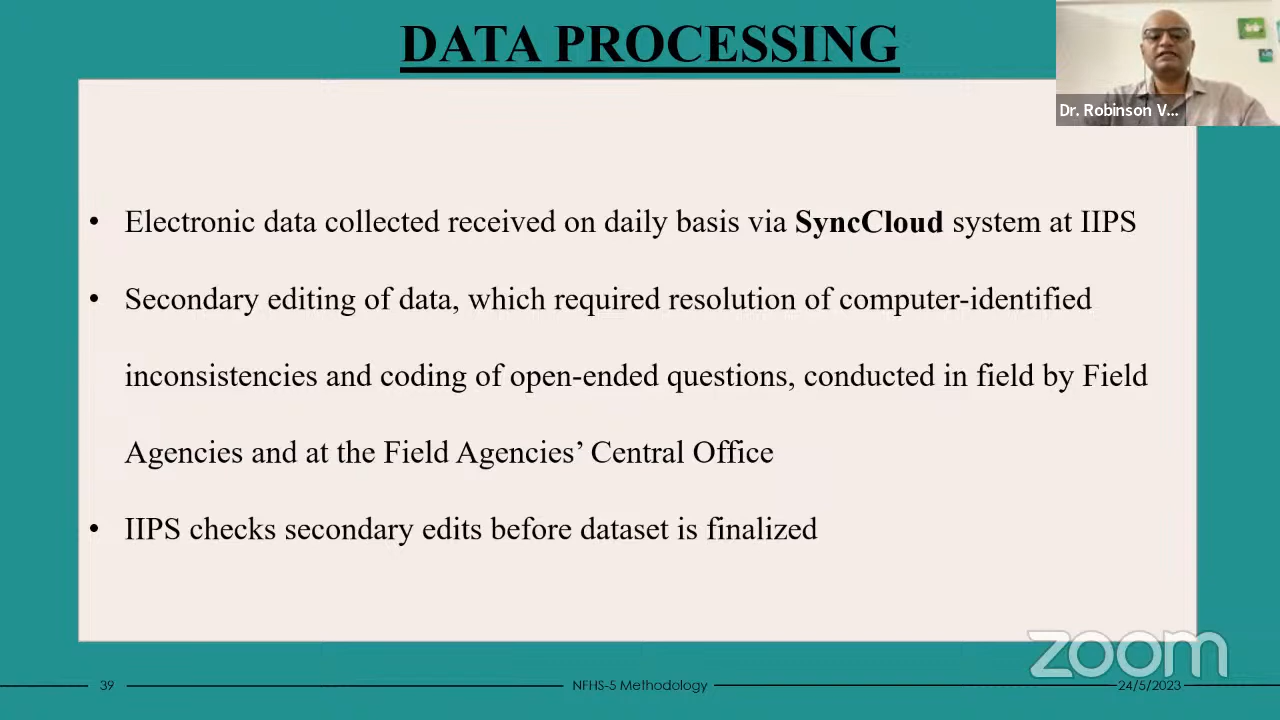 DATA PROCESSING
Dr. Robinson V...
• Electronic data collected received on daily basis via SyncCloud system at IIPS
• Secondary editing of data, which required resolution of computer-identified
inconsistencies and coding of open-ended questions, conducted in field by Field
Agencies and at the Field Agencies’ Central Office
• IIPS checks secondary edits before dataset is finalized
zoom
39 NFHS-5 Methodology 24/5/2023